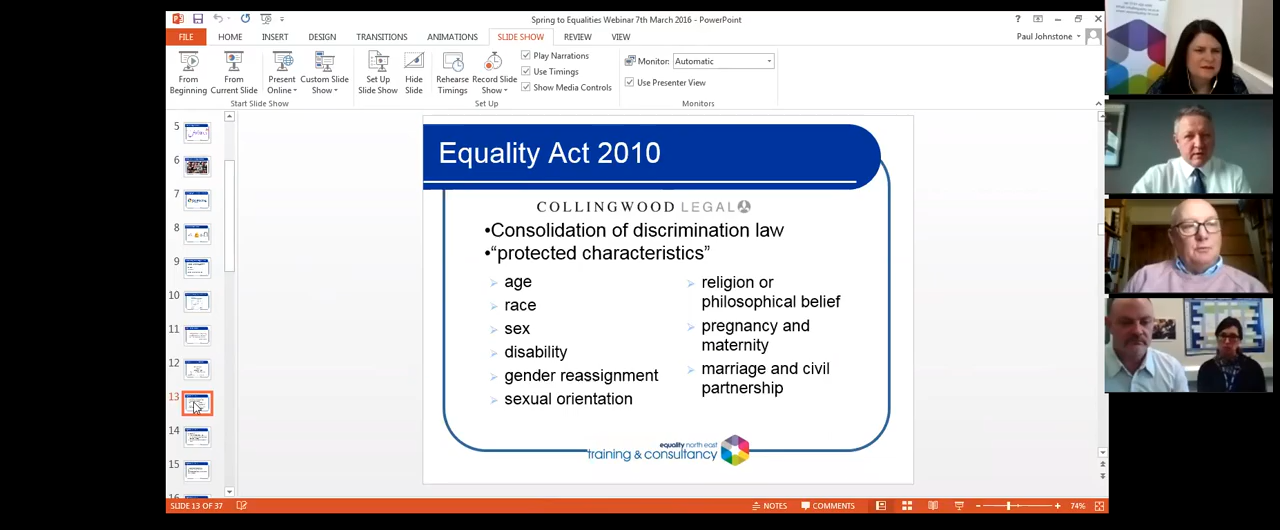 Spring to Equalities Webinar 7th March 2016 - PowerPoint
?
FILE HOME INSERT DESIGN TRANSITIONS ANIMATIONS SLIDE SHOW REVIEW VIEW
Paul Johnstone
From Beginning
From Current Slide
Present Online
Custom Slide Show
Set Up Slide Show
Hide Slide
Rehearse Timings
Record Slide Show
Play Narrations
Use Timings
Show Media Controls
Monitor: Automatic
Use Presenter View
Start Slide Show
Set Up
Monitors
5
6
7
8
9
10
11
12
13
14
15
16
Equality Act 2010
COLLINGWOOD LEGAL
•Consolidation of discrimination law
•“protected characteristics”
age
race
sex
disability
gender reassignment
sexual orientation
religion or
philosophical belief
pregnancy and
maternity
marriage and civil
partnership
equality north east
training & consultancy
SLIDE 13 OF 37
NOTES
COMMENTS
74%